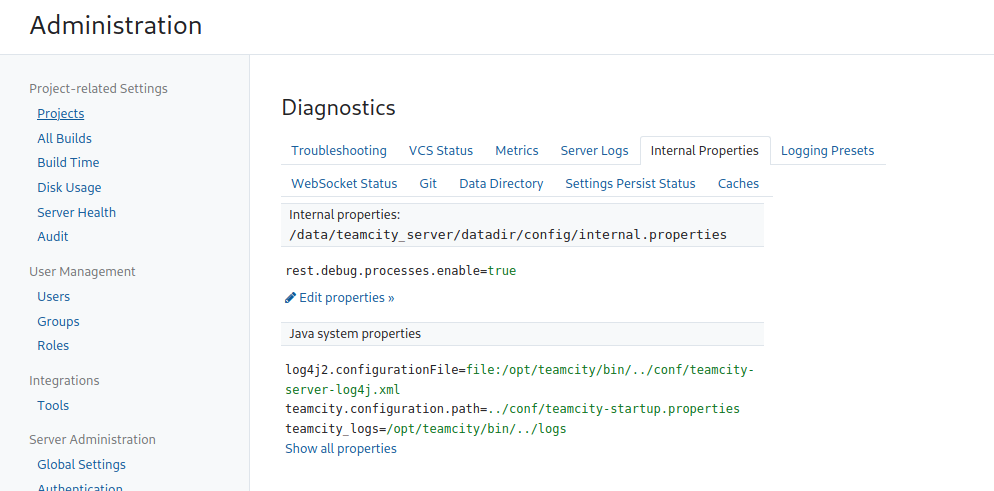 Administration
Project-related Settings
Projects
All Builds
Build Time
Disk Usage
Server Health
Audit
User Management
Users
Groups
Roles
Integrations
Tools
Server Administration
Global Settings
Authentication
Diagnostics
Troubleshooting VCS Status Metrics Server Logs Internal Properties Logging Presets
WebSocket Status Git Data Directory Settings Persist Status Caches
Internal properties:
/data/teamcity_server/datadir/config/internal.properties
rest.debug.processes.enable=true
Edit properties »
Java system properties
log4j2.configurationFile=file:/opt/teamcity/bin/../conf/teamcity-
server-log4j.xml
teamcity.configuration.path=../conf/teamcity-startup.properties
teamcity_logs=/opt/teamcity/bin/../logs
Show all properties